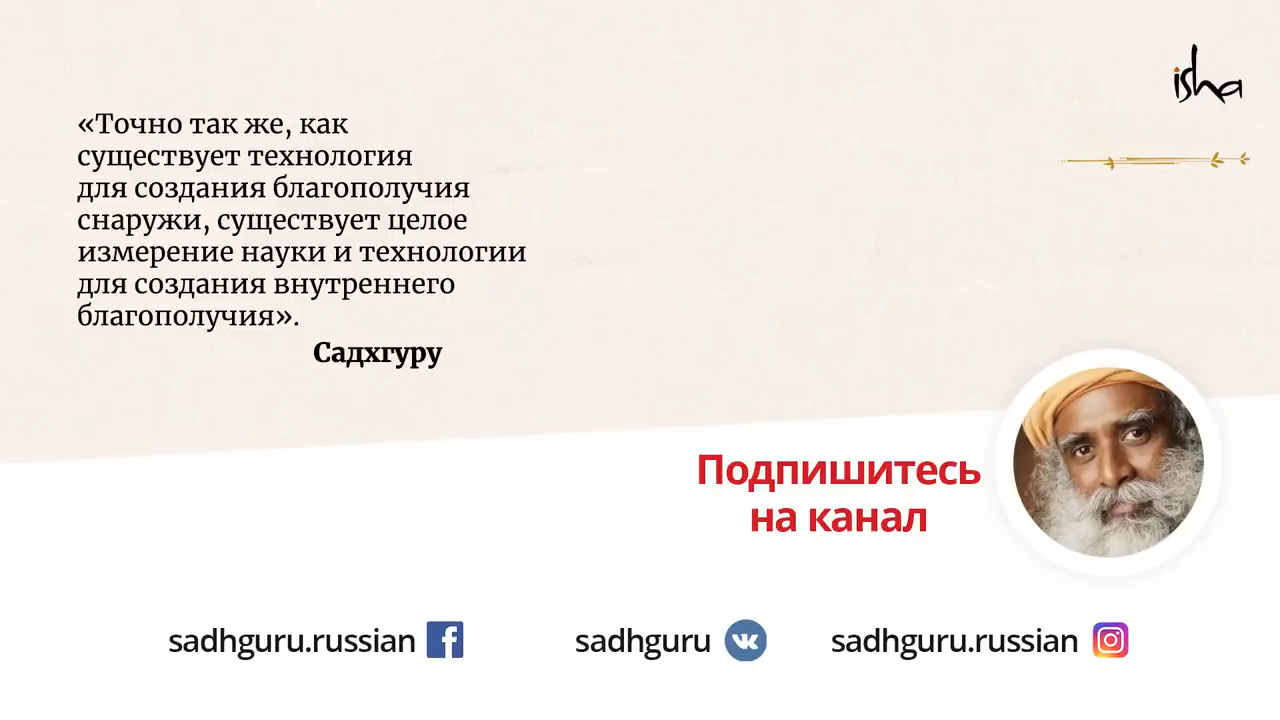 isha
«Точно так же, как
существует технология
для создания благополучия
снаружи, существует целое
измерение науки и технологии
для создания внутреннего
благополучия».
Садхгуру
Подпишитесь
на канал
sadhguru.russian
sadhguru
sadhguru.russian